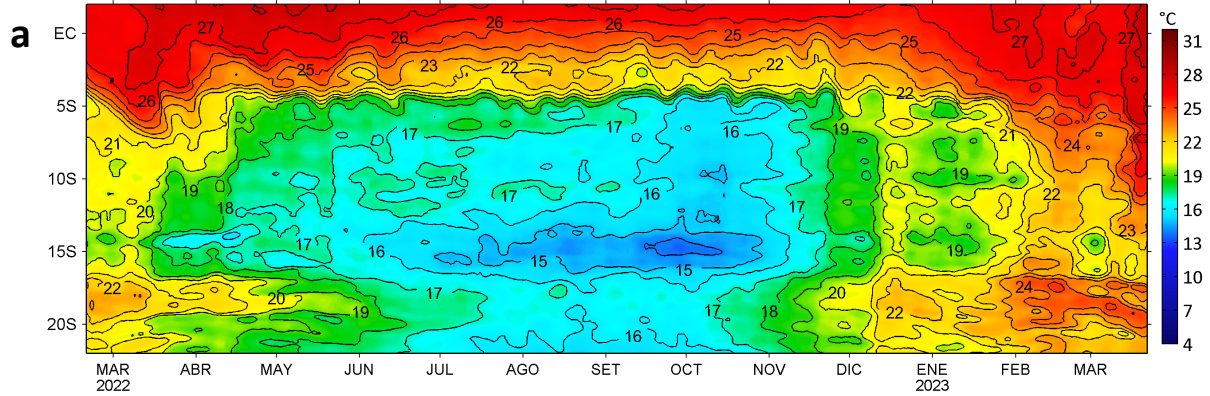 a
°C
EC
5S
10S
15S
20S
27 26 26 25 27 27
26 25
25 23 22 22
26 22
21 17 17 16 19 21 24
20 19 18 17 16 19 22
17 17 23
16 15 15 19
22 20 19 17 17 18 20 22 24
16
31
28
25
22
19
16
13
10
7
4
MAR ABR MAY JUN JUL AGO SET OCT NOV DIC ENE FEB MAR
2022 2023